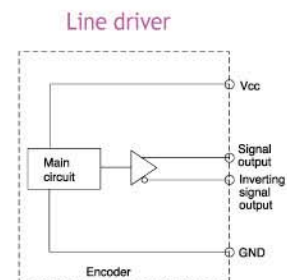 Line driver
Vcc
Main
circuit
Signal
output
Inverting
signal
output
GND
Encoder